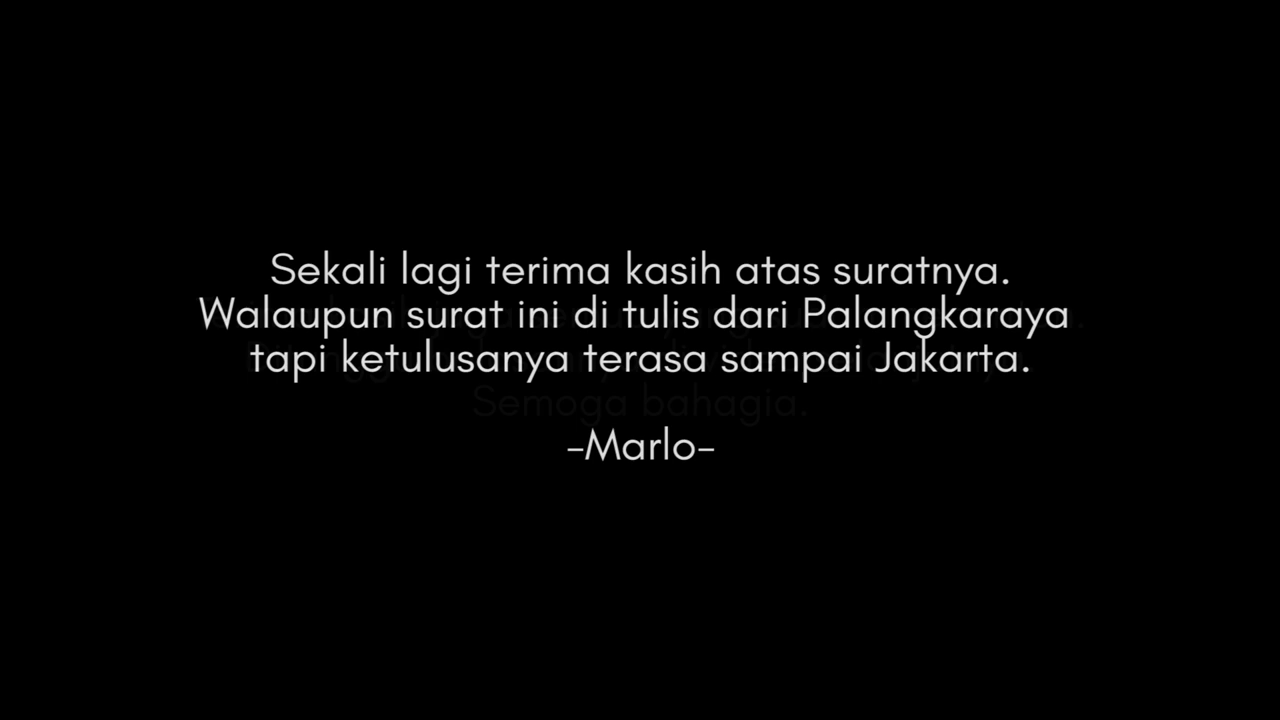 Sekali lagi terima kasih atas suratnya.
Walaupun surat ini di tulis dari Palangkaraya
tapi ketulusanya terasa sampai Jakarta.
Semoga bahagia.
-Marlo-